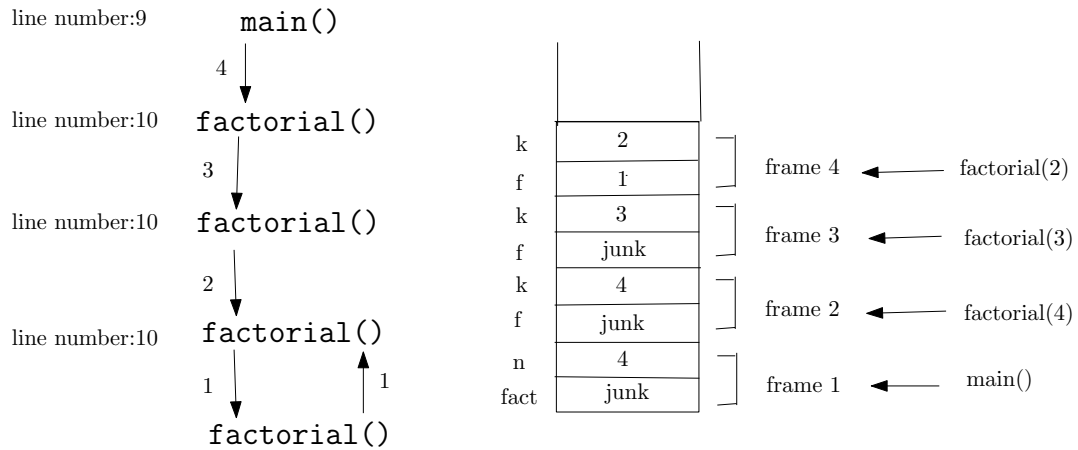 line number:9
main()
4
line number:10
factorial()
3
line number:10
factorial()
2
line number:10
factorial()
1
1
factorial()
k
2
f
1
frame 4
factorial(2)
k
3
f
junk
frame 3
factorial(3)
k
4
f
junk
frame 2
factorial(4)
n
4
fact
junk
frame 1
main()